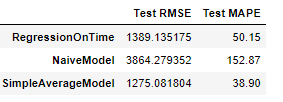 Test RMSE Test MAPE
RegressionOnTime 1389.135175 50.15
NaiveModel 3864.279352 152.87
SimpleAverageModel 1275.081804 38.90